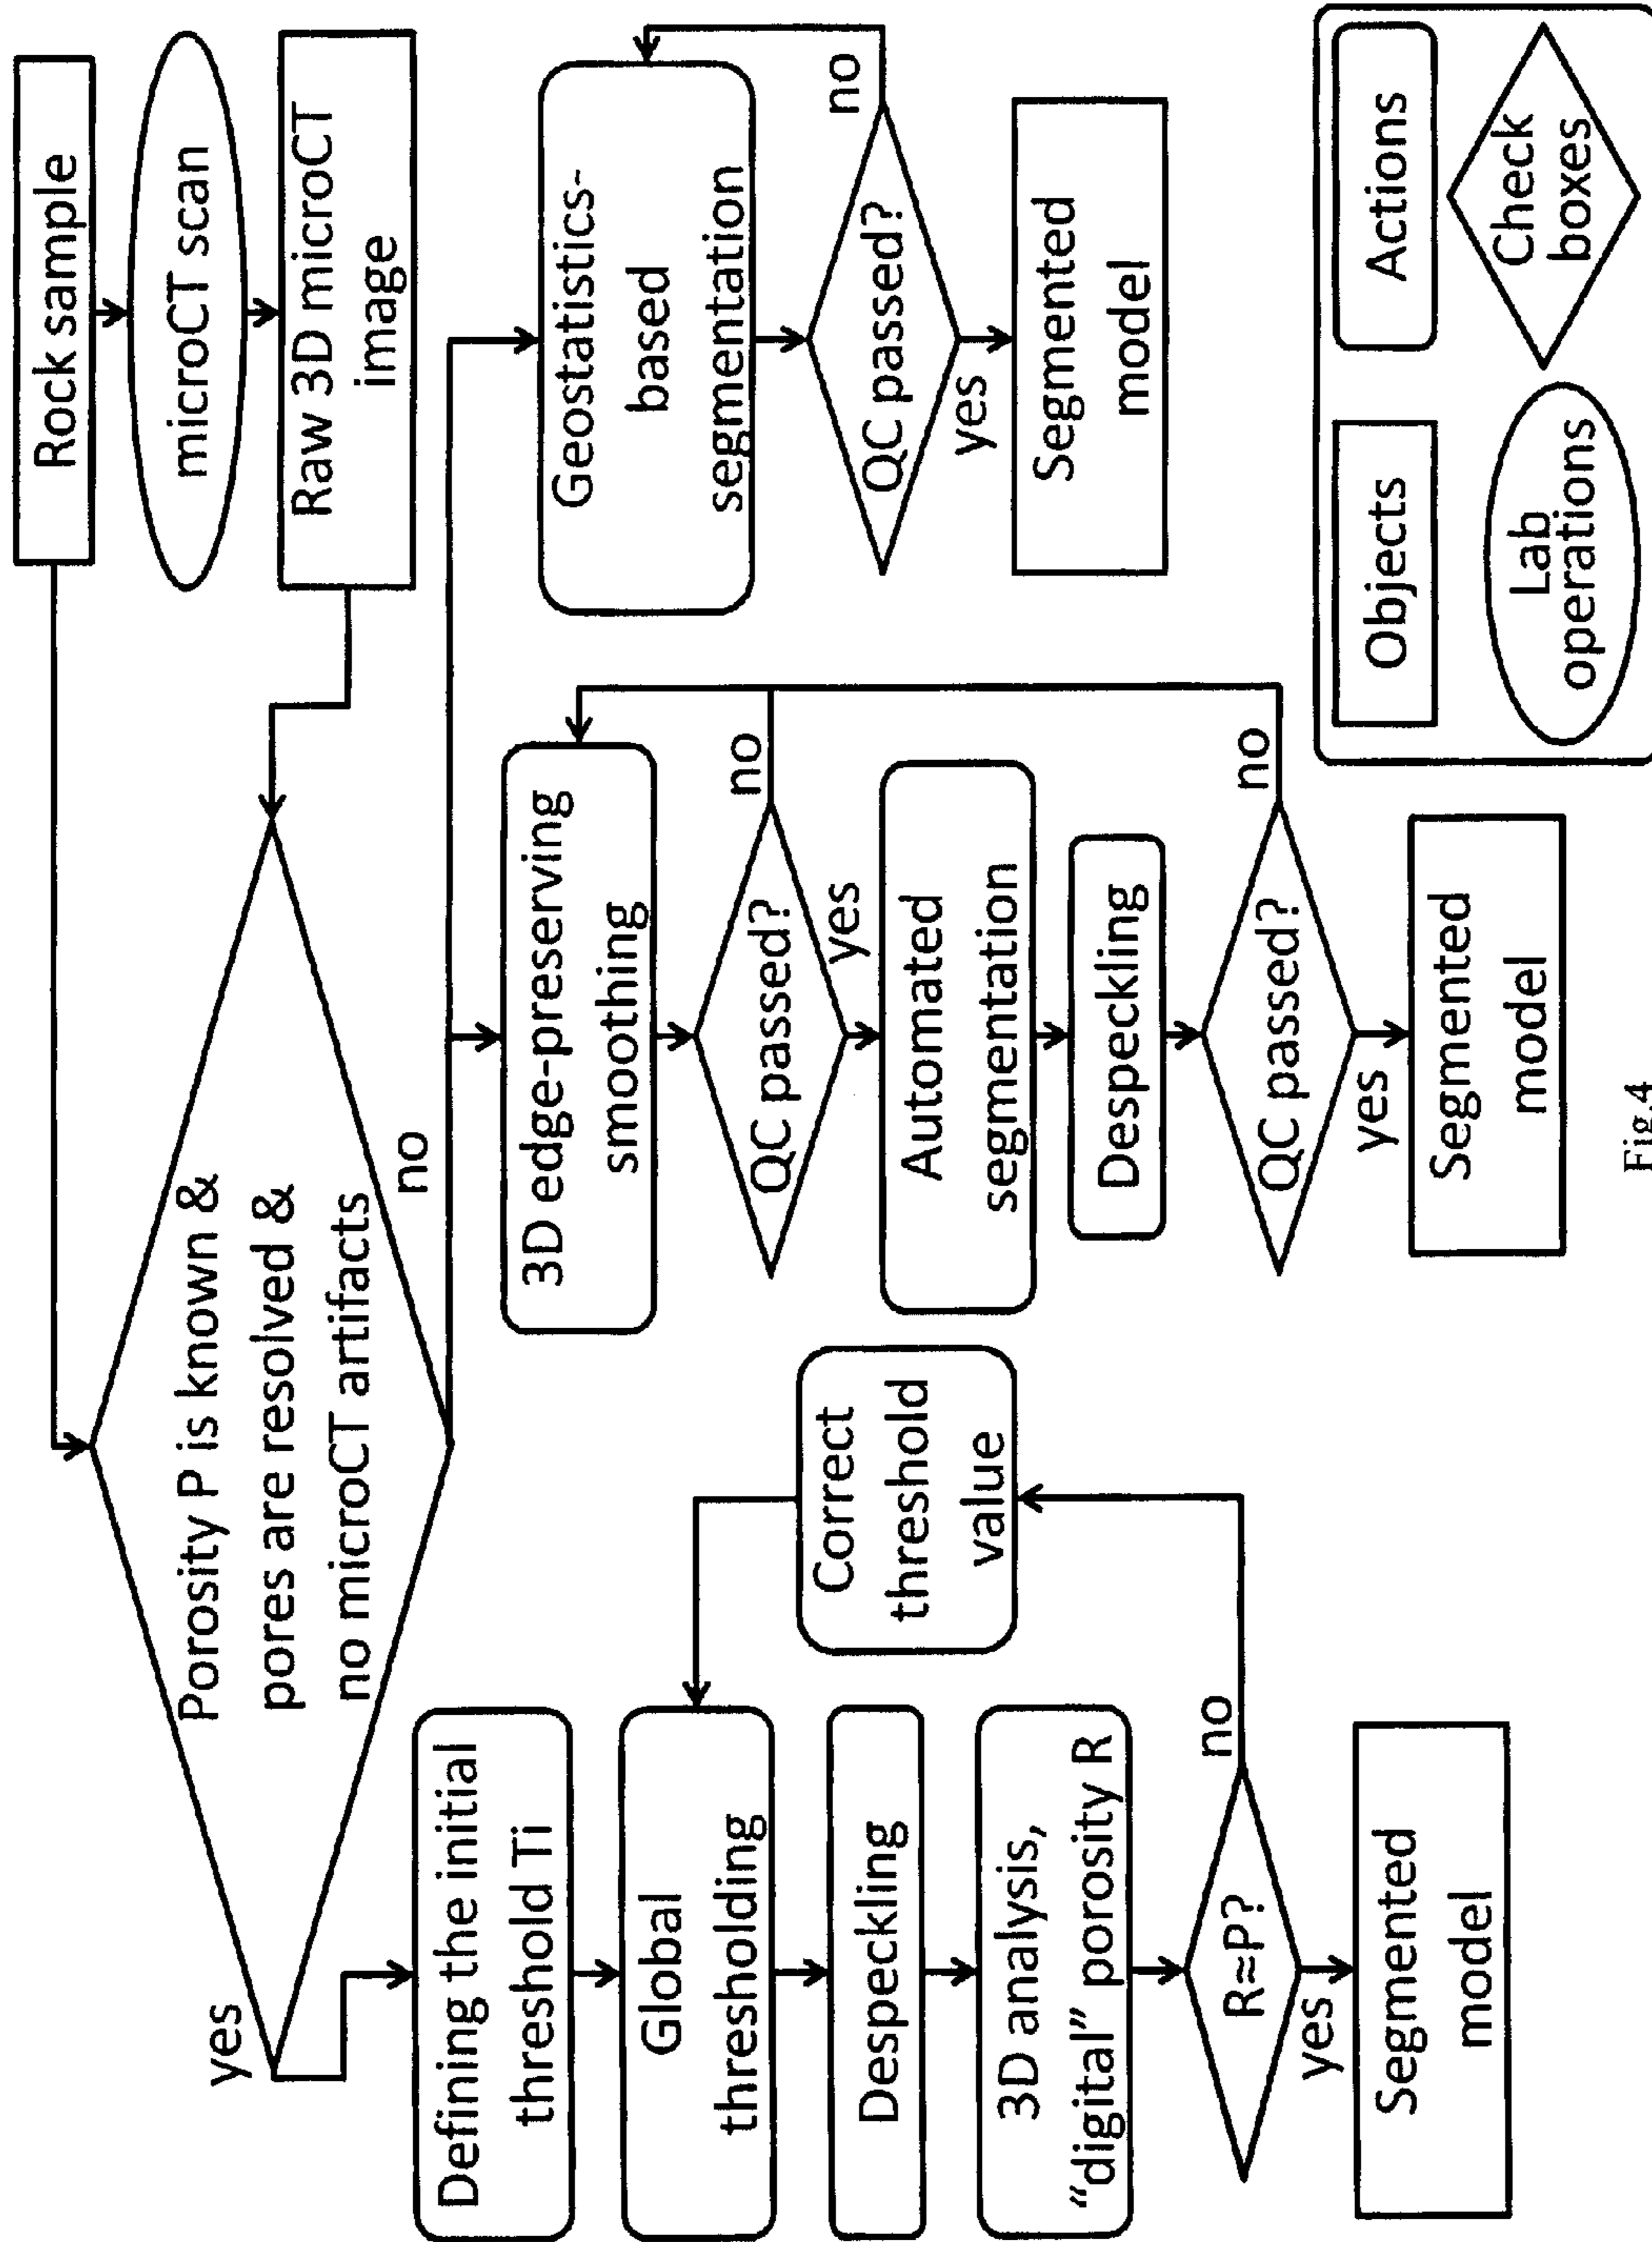 Rock sample
microCT scan
Raw 3D microCT
image
Porosity P is known &
pores are resolved &
no microCT artifacts
yes
no
Defining the initial
threshold Ti
Global
thresholding
Despeckling
3D analysis,
“digital” porosity R
R≈P?
no
yes
Correct
threshold
value
Segmented
model
3D edge-preserving
smoothing
QC passed?
no
yes
Automated
segmentation
Despeckling
QC passed?
no
yes
Segmented
model
Geostatistics-
based
segmentation
QC passed?
no
yes
Segmented
model
Objects
Actions
Lab
operations
Check
boxes
Fig.4